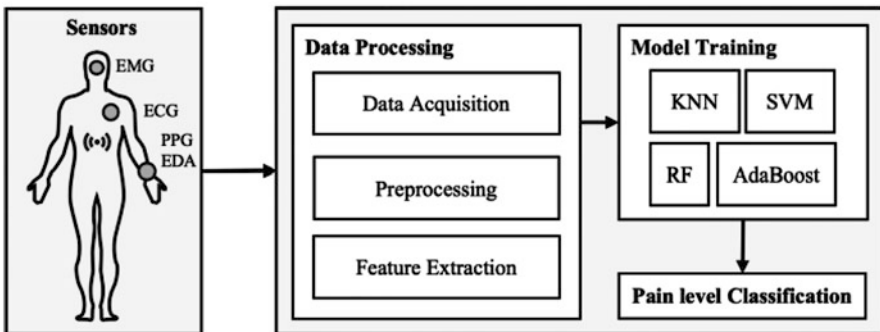 Sensors
EMG
ECG
PPG
EDA
Data Processing
Data Acquisition
Preprocessing
Feature Extraction
Model Training
KNN
SVM
RF
AdaBoost
Pain level Classification